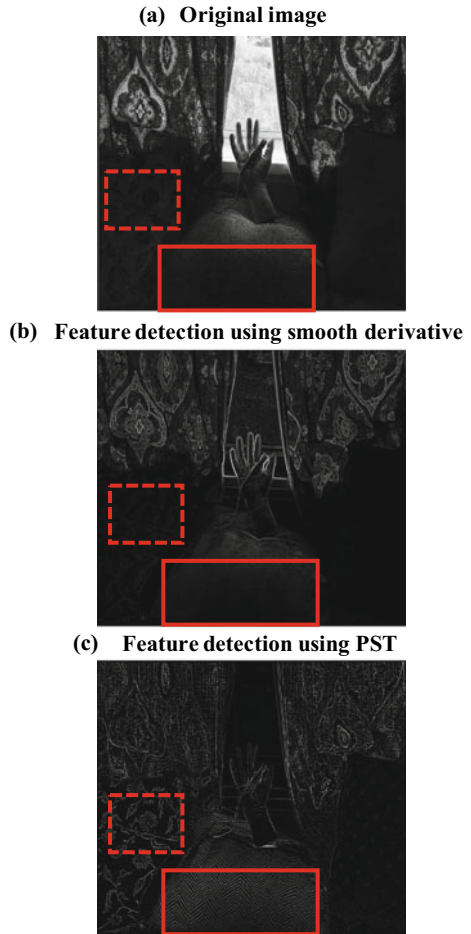 (a) Original image
(b) Feature detection using smooth derivative
(c) Feature detection using PST